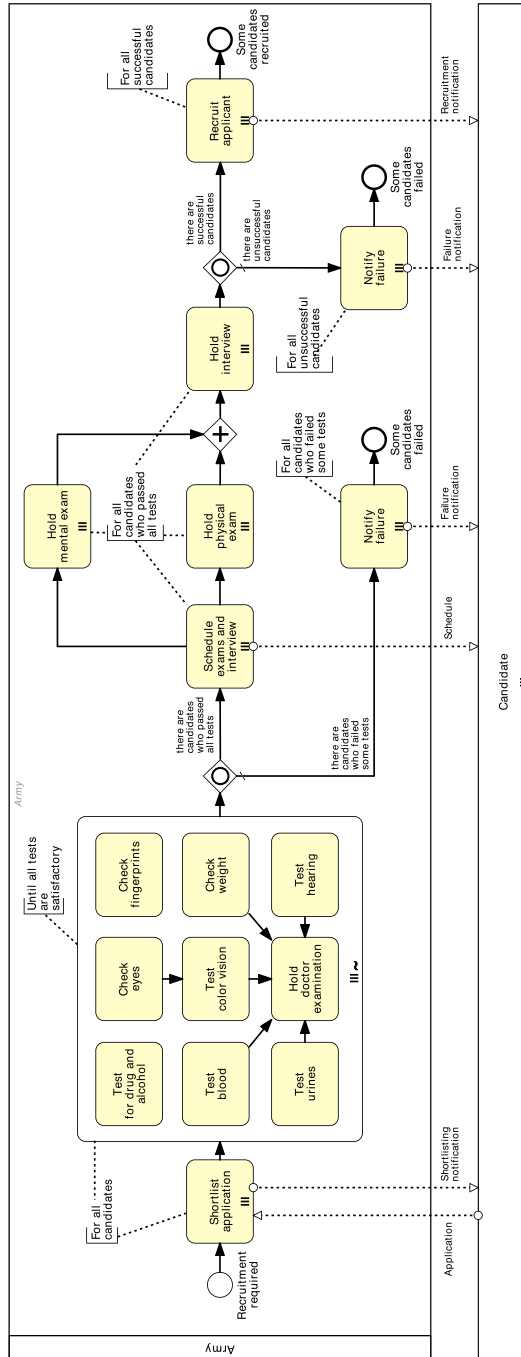 Army
Army
Recruitment
required
Shortlist
application
For all
candidates
Application
Shortlisting
notification
Until all tests
are
satisfactory
Test
for drug and
alcohol
Check
eyes
Check
fingerprints
Test
blood
Test
color vision
Check
weight
Test
urines
Hold
doctor
examination
Test
hearing
there are
candidates
who passed
all tests
there are
candidates
who failed
some tests
Schedule
exams and
interview
Schedule
Hold
mental exam
For all
candidates
who passed
all tests
Hold
physical
exam
Notify
failure
For all
candidates
who failed
some tests
Some
candidates
failed
Failure
notification
Hold
interview
there are
successful
candidates
there are
unsuccessful
candidates
For all
unsuccessful
candidates
Notify
failure
Some
candidates
failed
Failure
notification
Recruit
applicant
For all
successful
candidates
Some
candidates
recruited
Recruitment
notification
Candidate